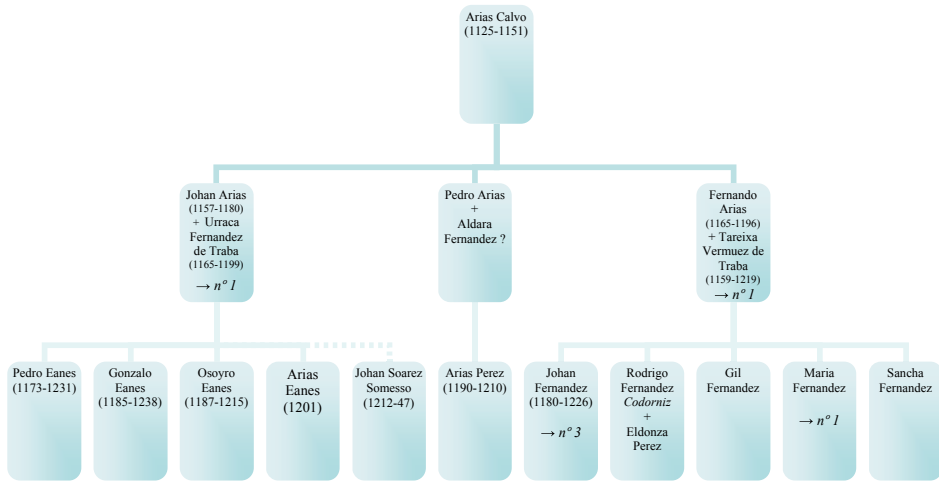 Arias Calvo
(1125-1151)
Johan Arias
(1157-1180)
+ Urraca
Fernandez
de Traba
(1165-1199)
→ nº 1
Pedro Arias
+
Aldara
Fernandez ?
Fernando
Arias
(1165-1196)
+ Tareixa
Vermuez de
Traba
(1159-1219)
→ nº 1
Pedro Eanes
(1173-1231)
Gonzalo
Eanes
(1185-1238)
Osoyro
Eanes
(1187-1215)
Arias
Eanes
(1201)
Johan Soarez
Somesso
(1212-47)
Arias Perez
(1190-1210)
Johan
Fernandez
(1180-1226)
→ nº 3
Rodrigo
Fernandez
Codorniz
+
Eldonza
Perez
Gil
Fernandez
Maria
Fernandez
→ nº 1
Sancha
Fernandez